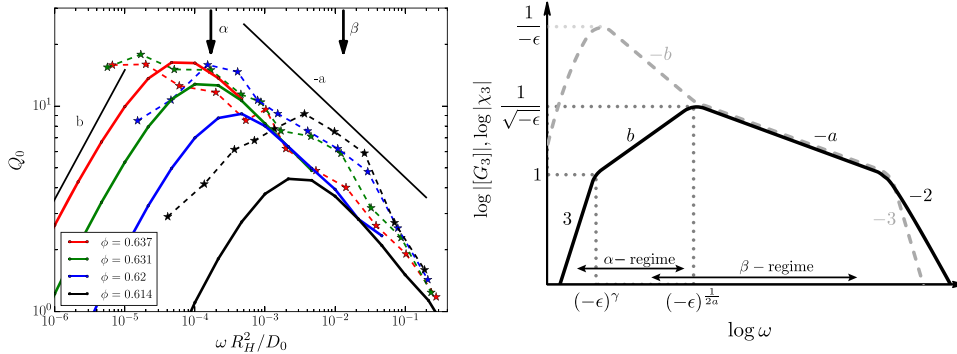 10¹
10⁰
Q₀
10⁻⁶ 10⁻⁵ 10⁻⁴ 10⁻³ 10⁻² 10⁻¹
ω R_H²/D₀
α
β
b
-a
ϕ = 0.637
ϕ = 0.631
ϕ = 0.62
ϕ = 0.614
log |[G₃]|, log |χ₃|
1/−ϵ
1/√−ϵ
1
−b
b
−a
3
−3
−2
α− regime
β − regime
(−ϵ)^γ
(−ϵ)^{1/2a}
log ω